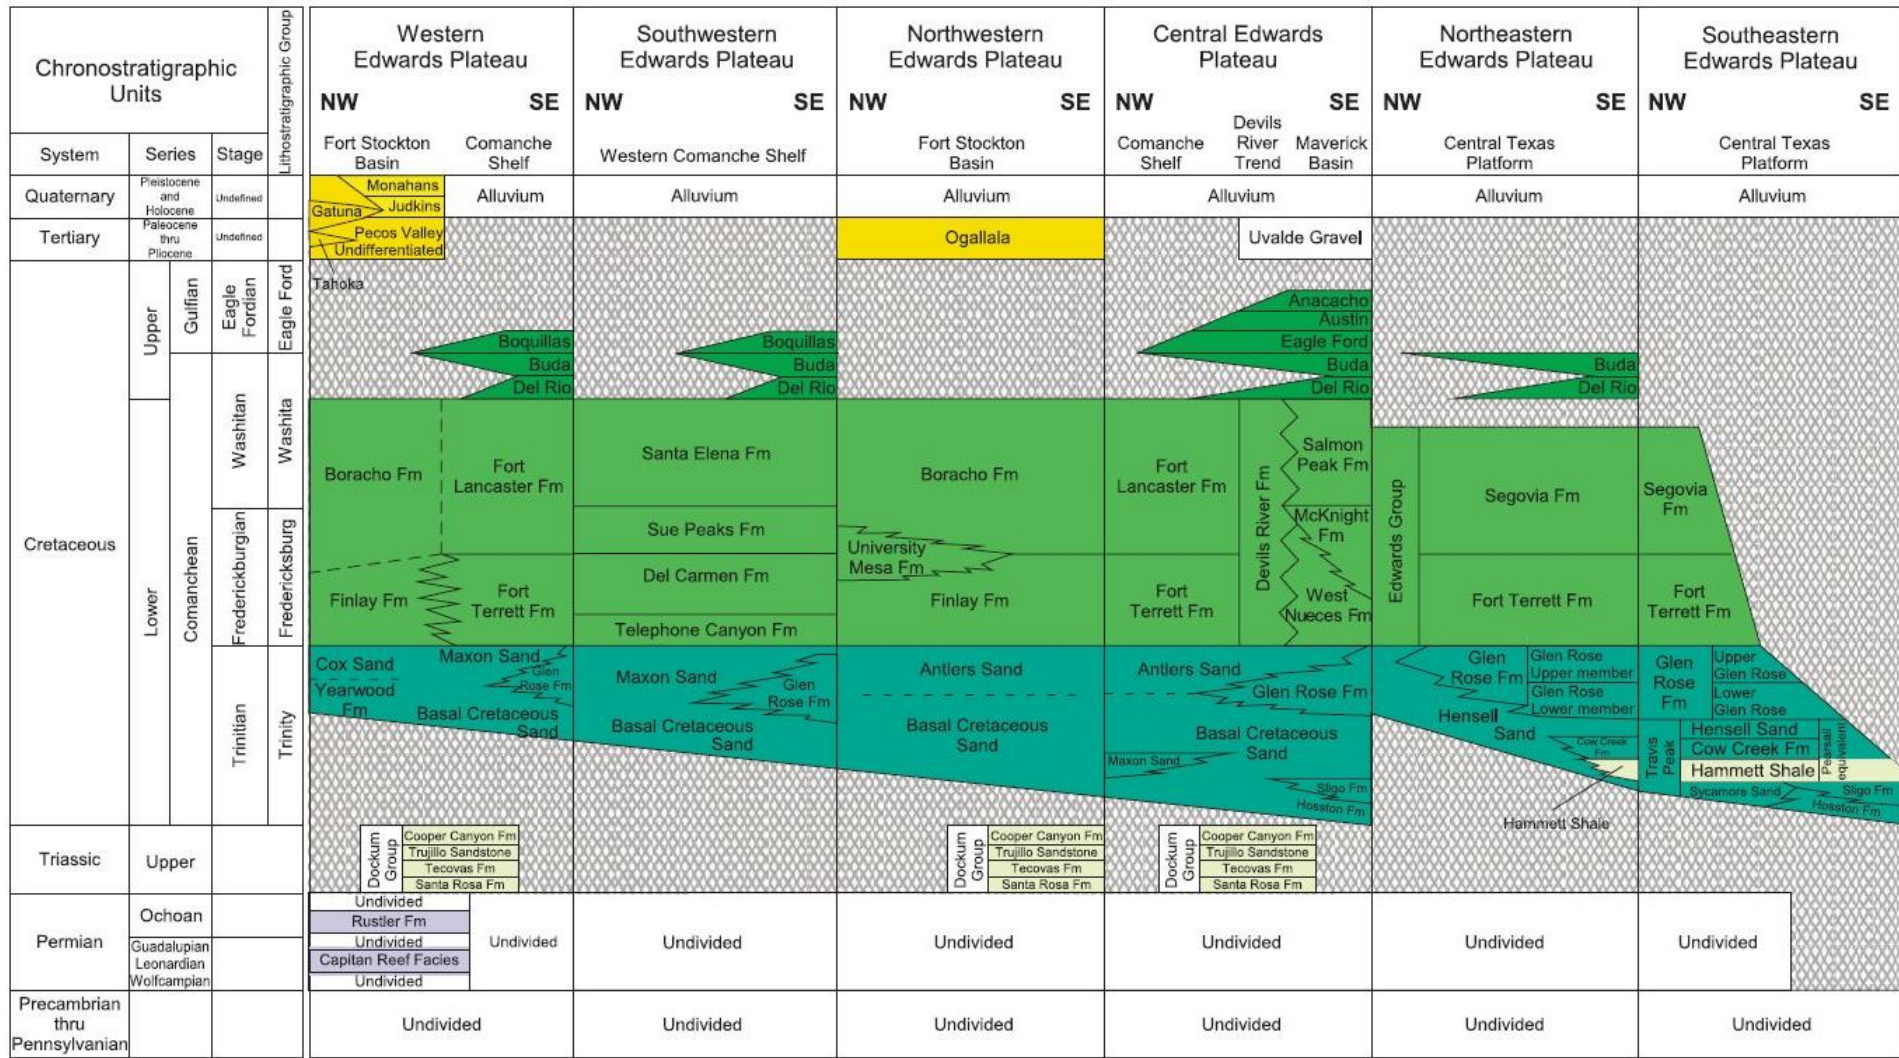 Chronostratigraphic
Units
Lithostratigraphic Group
System
Series
Stage
Western
Edwards Plateau
NW
SE
Fort Stockton
Basin
Comanche
Shelf
Southwestern
Edwards Plateau
NW
SE
Western Comanche Shelf
Northwestern
Edwards Plateau
NW
SE
Fort Stockton
Basin
Central Edwards
Plateau
NW
SE
Comanche
Shelf
Devils
River
Trend
Maverick
Basin
Northeastern
Edwards Plateau
NW
SE
Central Texas
Platform
Southeastern
Edwards Plateau
NW
SE
Central Texas
Platform
Quaternary
Pleistocene
and
Holocene
Undefined
Monahans
Judkins
Gatuna
Alluvium
Alluvium
Alluvium
Alluvium
Alluvium
Alluvium
Tertiary
Paleocene
thru
Pliocene
Undefined
Pecos Valley
Undifferentiated
Tahoka
Ogallala
Uvalde Gravel
Cretaceous
Upper
Lower
Gulfian
Comanchean
Eagle
Fordian
Washitan
Frederickburgian
Trinitian
Eagle Ford
Washita
Fredericksburg
Trinity
Boquillas
Buda
Del Rio
Boracho Fm
Fort
Lancaster Fm
Finlay Fm
Fort
Terrett Fm
Cox Sand
Yearwood
Fm
Maxon Sand
Glen
Rose Fm
Basal Cretaceous
Sand
Boquillas
Buda
Del Rio
Santa Elena Fm
Sue Peaks Fm
Del Carmen Fm
Telephone Canyon Fm
Maxon Sand
Glen
Rose Fm
Basal Cretaceous
Sand
Boracho Fm
University
Mesa Fm
Finlay Fm
Antlers Sand
Basal Cretaceous
Sand
Anacacho
Austin
Eagle Ford
Buda
Del Rio
Fort
Lancaster Fm
Fort
Terrett Fm
Devils River Fm
Salmon
Peak Fm
McKnight
Fm
West
Nueces Fm
Antlers Sand
Glen Rose Fm
Basal Cretaceous
Sand
Maxon Sand
Sligo Fm
Hosston Fm
Buda
Del Rio
Edwards Group
Segovia Fm
Fort Terrett Fm
Glen
Rose Fm
Glen Rose
Upper member
Glen Rose
Lower member
Hensell
Sand
Cow Creek
Fm
Hammett Shale
Segovia
Fm
Fort
Terrett Fm
Glen
Rose
Fm
Upper
Glen Rose
Lower
Glen Rose
Travis
Peak
Hensell Sand
Cow Creek Fm
Hammett Shale
Pearsall
equivalent
Sycamore Sand
Sligo Fm
Hosston Fm
Triassic
Upper
Dockum
Group
Cooper Canyon Fm
Trujillo Sandstone
Tecovas Fm
Santa Rosa Fm
Dockum
Group
Cooper Canyon Fm
Trujillo Sandstone
Tecovas Fm
Santa Rosa Fm
Dockum
Group
Cooper Canyon Fm
Trujillo Sandstone
Tecovas Fm
Santa Rosa Fm
Permian
Ochoan
Guadalupian
Leonardian
Wolfcampian
Undivided
Rustler Fm
Undivided
Capitan Reef Facies
Undivided
Undivided
Undivided
Undivided
Undivided
Undivided
Undivided
Precambrian
thru
Pennsylvanian
Undivided
Undivided
Undivided
Undivided
Undivided
Undivided